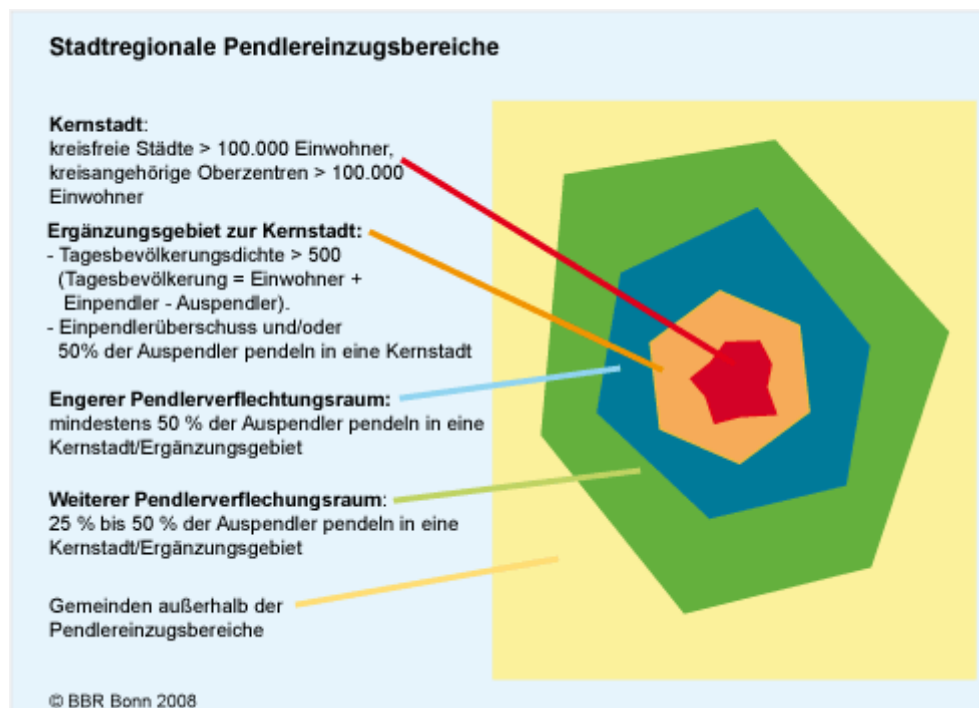 Stadtregionale Pendlereinzugsbereiche
Kernstadt:
kreisfreie Städte > 100.000 Einwohner,
kreisangehörige Oberzentren > 100.000
Einwohner
Ergänzungsgebiet zur Kernstadt:
- Tagesbevölkerungsdichte > 500
(Tagesbevölkerung = Einwohner +
Einpendler - Auspendler).
- Einpendlerüberschuss und/oder
50% der Auspendler pendeln in eine Kernstadt
Engerer Pendlerverflechtungsraum:
mindestens 50 % der Auspendler pendeln in eine
Kernstadt/Ergänzungsgebiet
Weiterer Pendlerverflechungsraum:
25 % bis 50 % der Auspendler pendeln in eine
Kernstadt/Ergänzungsgebiet
Gemeinden außerhalb der
Pendlereinzugsbereiche
© BBR Bonn 2008